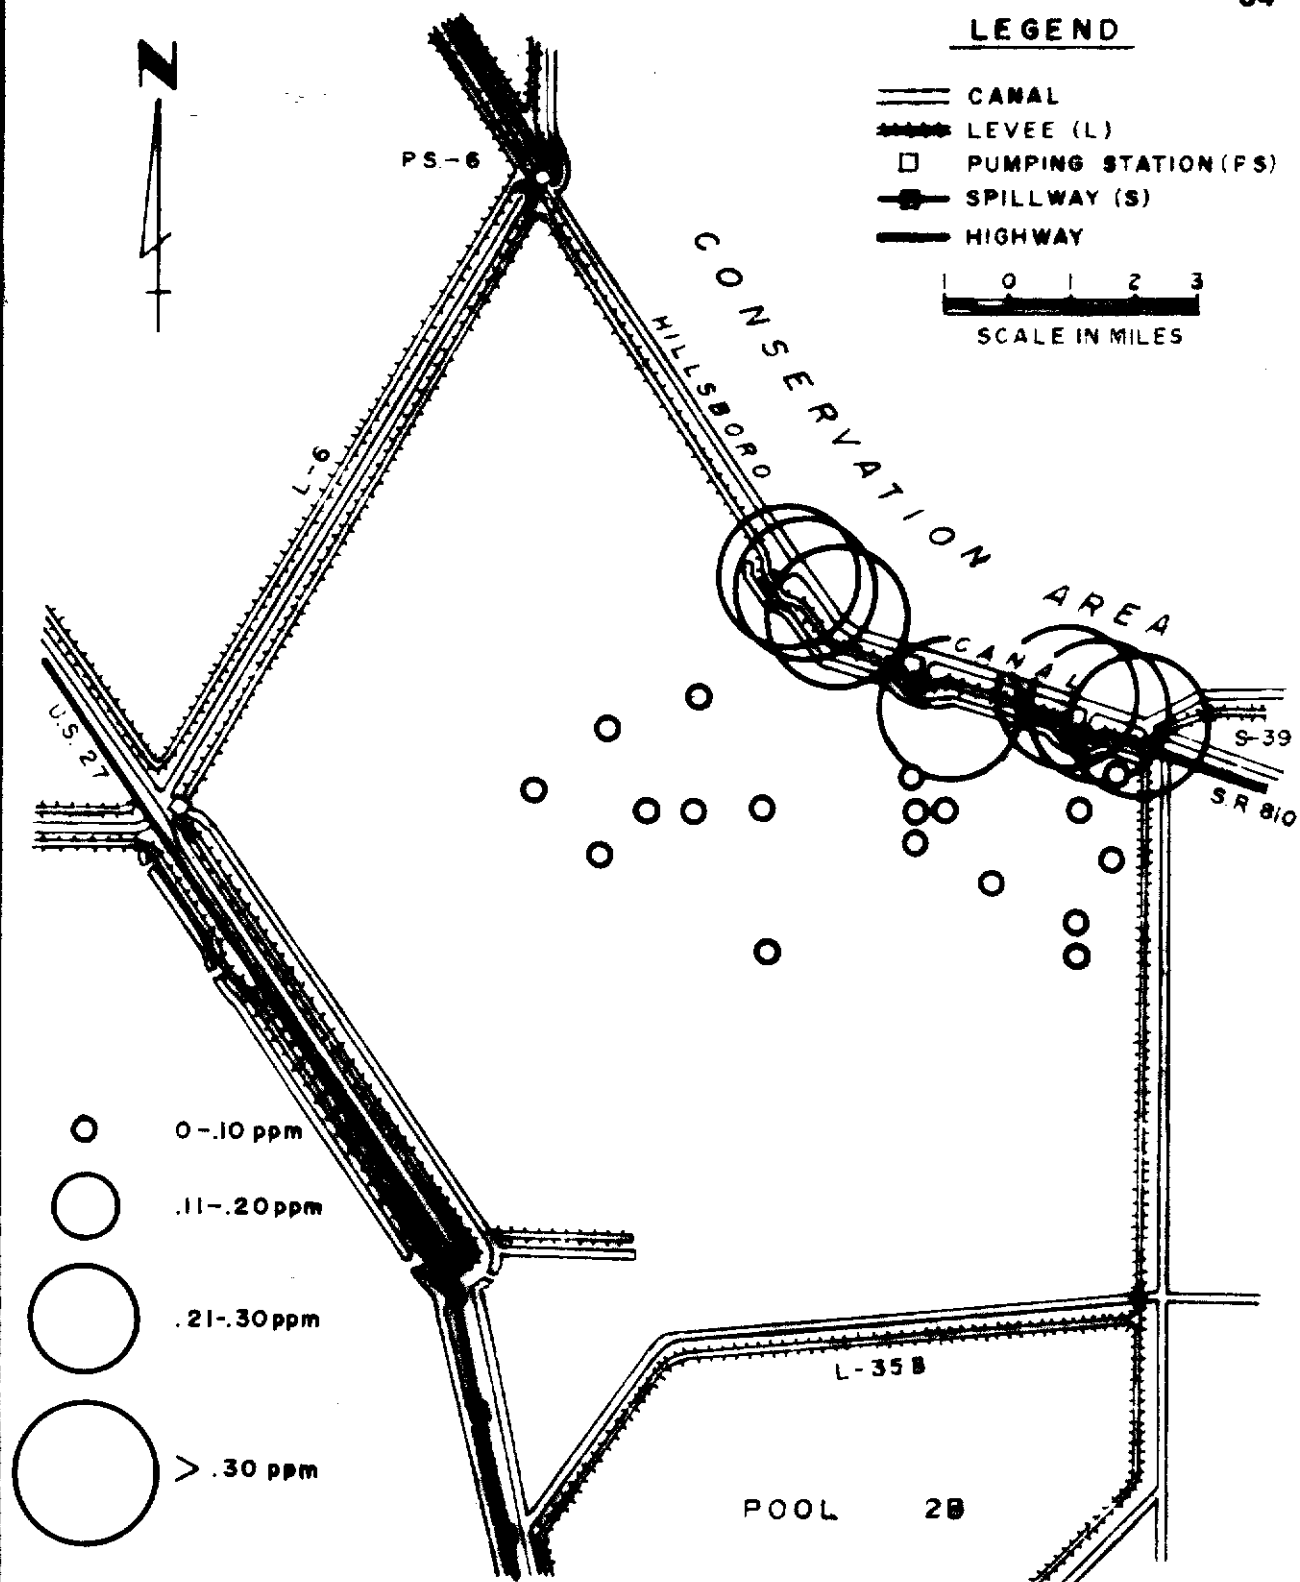 LEGEND
N
CANAL
LEVEE (L)
PS-6
PUMPING STATION (PS)
SPILLWAY (S)
HIGHWAY
1 0 1 2 3
SCALE IN MILES
CONSERVATION AREA
HILLSBORO CANAL
L-6
U.S. 27
S-39
S.R 810
0-.10 ppm
.11-.20 ppm
.21-.30 ppm
> .30 ppm
L-35B
POOL 2B